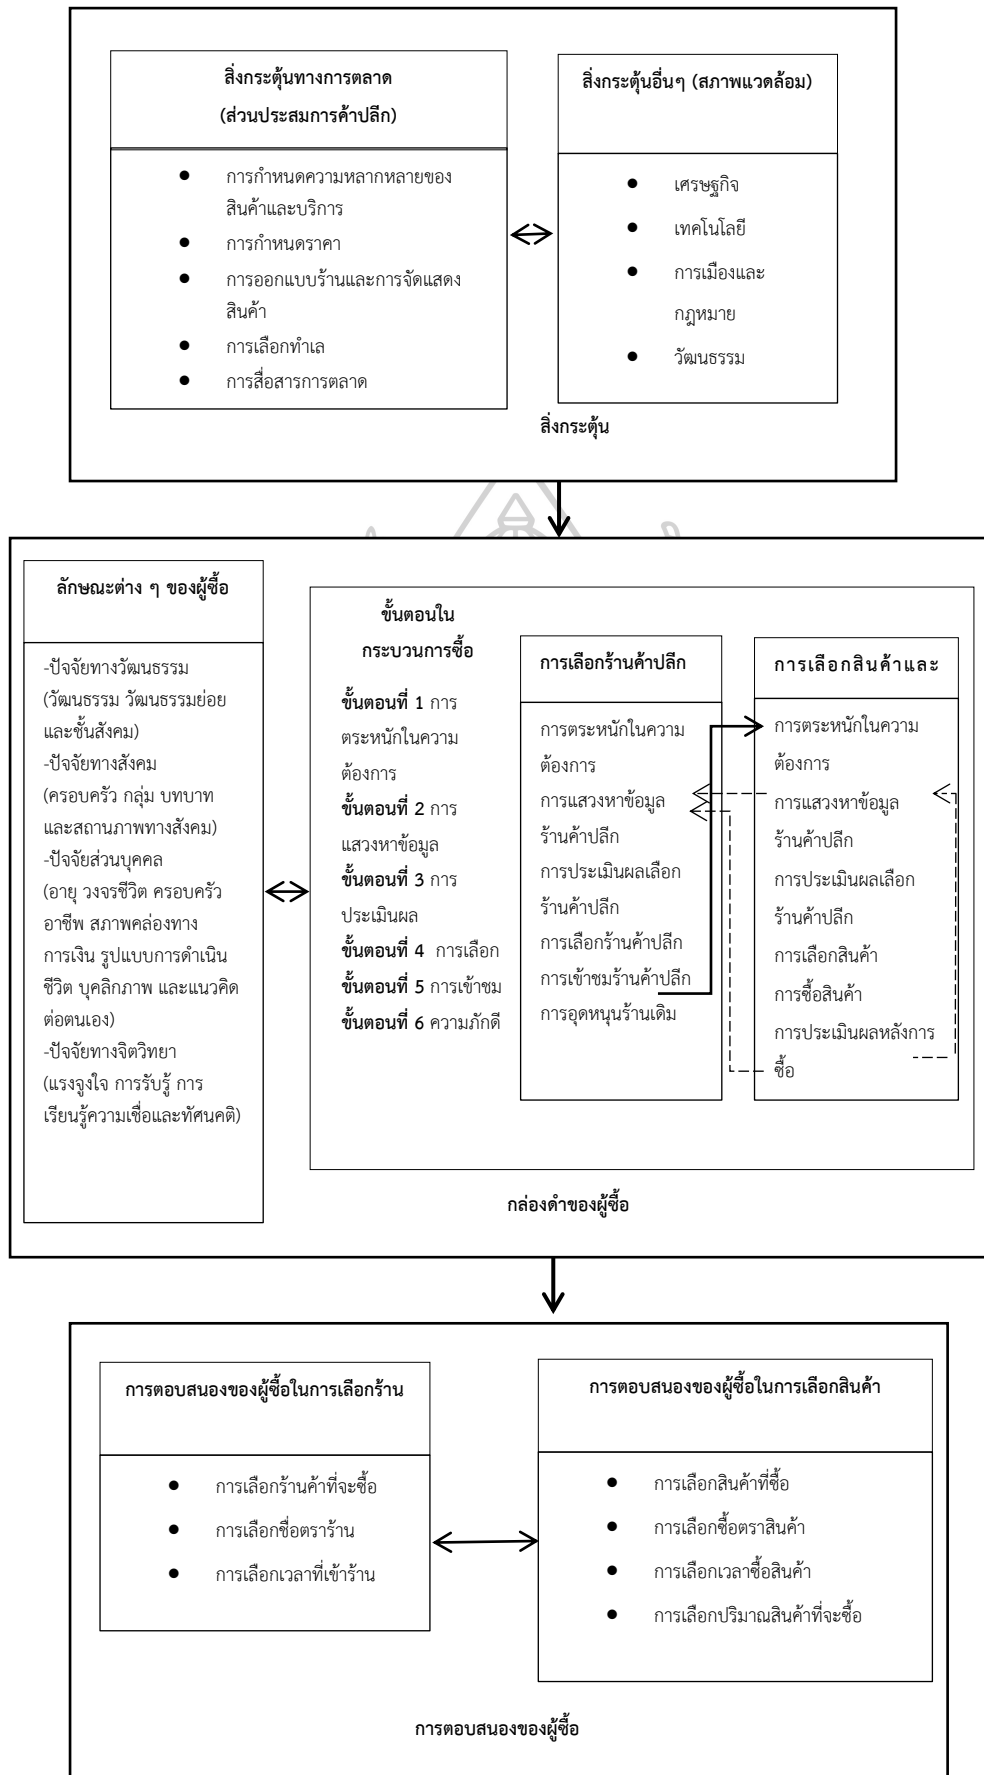 สิ่งกระตุ้นทางการตลาด
(ส่วนประสมการค้าปลีก)
การกำหนดความหลากหลายของ
สินค้าและบริการ
การกำหนดราคา
การออกแบบร้านและการจัดแสดง
สินค้า
การเลือกทำเล
การสื่อสารการตลาด
สิ่งกระตุ้นอื่นๆ (สภาพแวดล้อม)
เศรษฐกิจ
เทคโนโลยี
การเมืองและ
กฎหมาย
วัฒนธรรม
สิ่งกระตุ้น
ลักษณะต่าง ๆ ของผู้ซื้อ
-ปัจจัยทางวัฒนธรรม
(วัฒนธรรม วัฒนธรรมย่อย
และชั้นสังคม)
-ปัจจัยทางสังคม
(ครอบครัว กลุ่ม บทบาท
และสถานภาพทางสังคม)
-ปัจจัยส่วนบุคคล
(อายุ วงจรชีวิต ครอบครัว
อาชีพ สภาพคล่องทาง
การเงิน รูปแบบการดำเนิน
ชีวิต บุคลิกภาพ และแนวคิด
ต่อตนเอง)
-ปัจจัยทางจิตวิทยา
(แรงจูงใจ การรับรู้ การ
เรียนรู้ความเชื่อและทัศนคติ)
ขั้นตอนใน
กระบวนการซื้อ
ขั้นตอนที่ 1 การ
ตระหนักในความ
ต้องการ
ขั้นตอนที่ 2 การ
แสวงหาข้อมูล
ขั้นตอนที่ 3 การ
ประเมินผล
ขั้นตอนที่ 4 การเลือก
ขั้นตอนที่ 5 การเข้าชม
ขั้นตอนที่ 6 ความภักดี
การเลือกร้านค้าปลีก
การตระหนักในความ
ต้องการ
การแสวงหาข้อมูล
ร้านค้าปลีก
การประเมินผลเลือก
ร้านค้าปลีก
การเลือกร้านค้าปลีก
การเข้าชมร้านค้าปลีก
การอุดหนุนร้านเดิม
การเลือกสินค้าและ
การตระหนักในความ
ต้องการ
การแสวงหาข้อมูล
ร้านค้าปลีก
การประเมินผลเลือก
ร้านค้าปลีก
การเลือกสินค้า
การซื้อสินค้า
การประเมินผลหลังการ
ซื้อ
กล่องดำของผู้ซื้อ
การตอบสนองของผู้ซื้อในการเลือกร้าน
การเลือกร้านค้าที่จะซื้อ
การเลือกชื่อตราร้าน
การเลือกเวลาที่เข้าร้าน
การตอบสนองของผู้ซื้อในการเลือกสินค้า
การเลือกสินค้าที่ซื้อ
การเลือกซื้อตราสินค้า
การเลือกเวลาซื้อสินค้า
การเลือกปริมาณสินค้าที่จะซื้อ
การตอบสนองของผู้ซื้อ